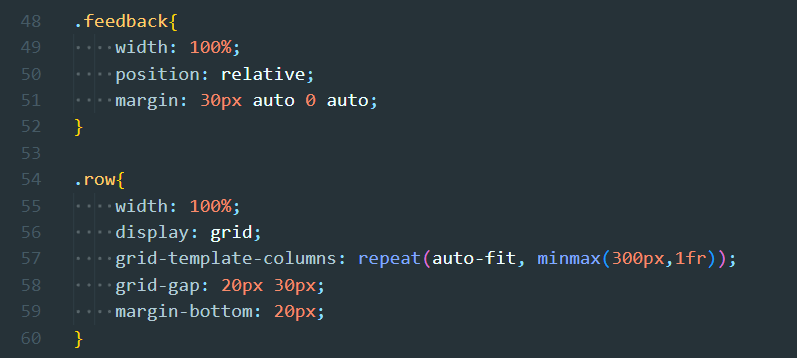 48 .feedback{
49 ····width: 100%;
50 ····position: relative;
51 ····margin: 30px auto 0 auto;
52 }
53
54 .row{
55 ····width: 100%;
56 ····display: grid;
57 ····grid-template-columns: repeat(auto-fit, minmax(300px,1fr));
58 ····grid-gap: 20px 30px;
59 ····margin-bottom: 20px;
60 }